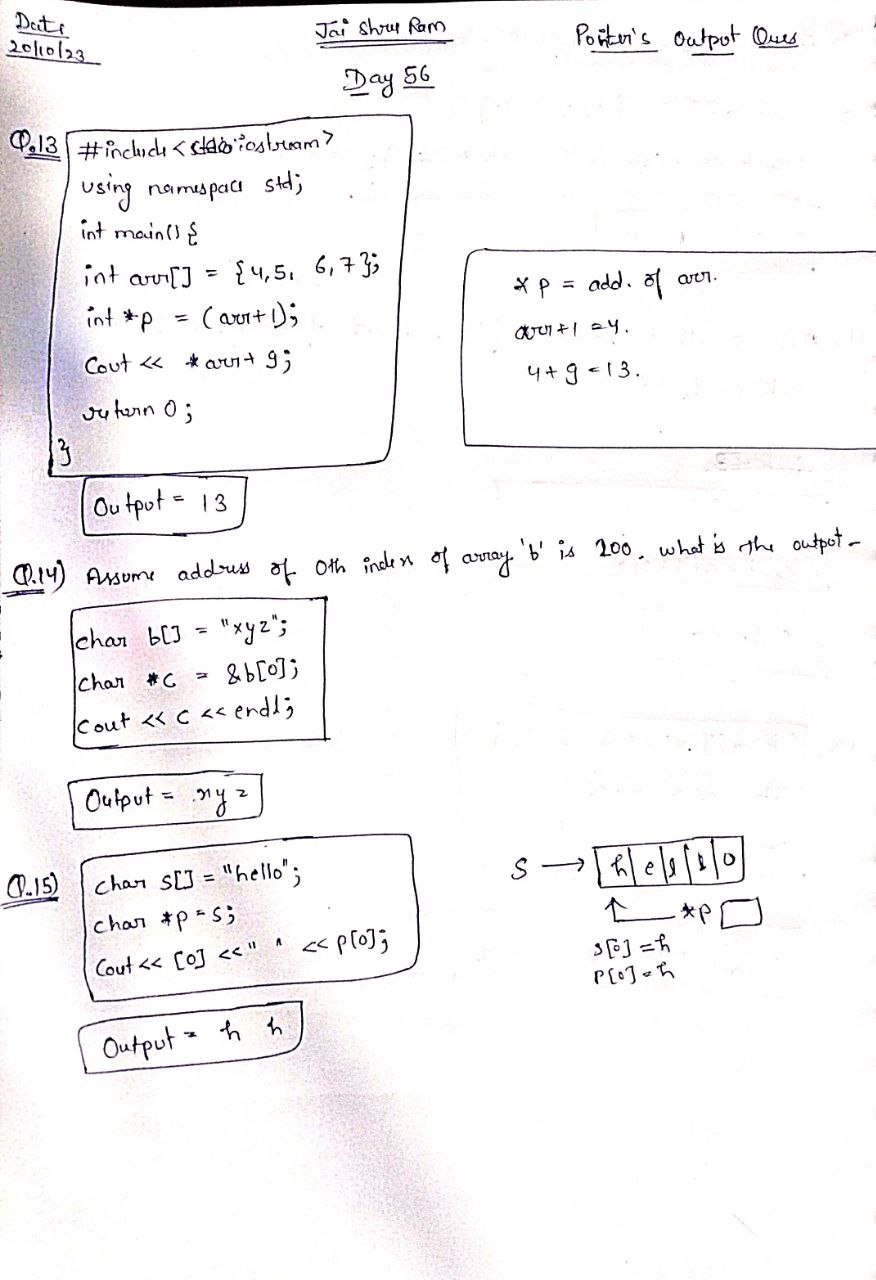 Date
20/10/23
Jai Shree Ram
Pointer's Output Ques
Day 56
Q.13
#include <iostream>
using namespace std;
int main() {
int arr[] = {4,5, 6,7};
int *p = (arr+1);
Cout << *arr+ 9;
return 0;
}
* p = add. of arr.
arr+1 = 4.
4+9 = 13.
Output = 13
Q.14) Assume address of 0th index of array 'b' is 200. what is the output -
char b[] = "xyz";
char *c = &b[0];
Cout << c << endl;
Output = xyz
Q.15)
char s[] = "hello";
char *p = s;
Cout << [0] << " " << p[0];
S → h e l l o
*p
s[0] = h
p[0] = h
Output = h h